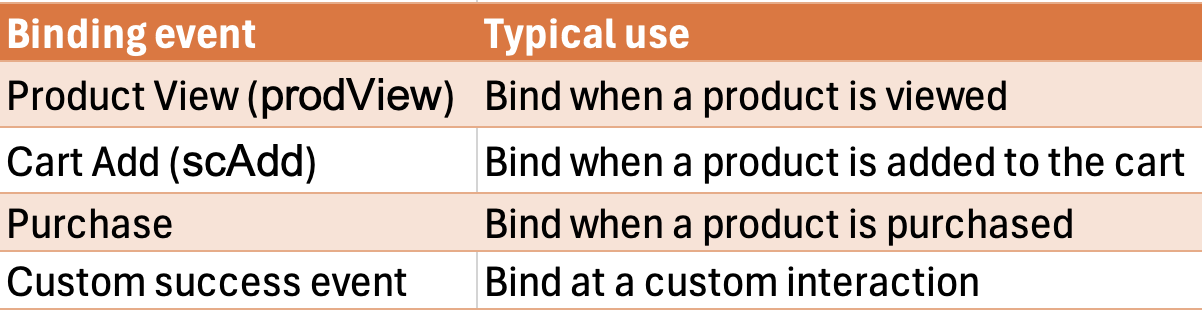 Binding event Typical use
Product View (prodView) Bind when a product is viewed
Cart Add (scAdd) Bind when a product is added to the cart
Purchase Bind when a product is purchased
Custom success event Bind at a custom interaction